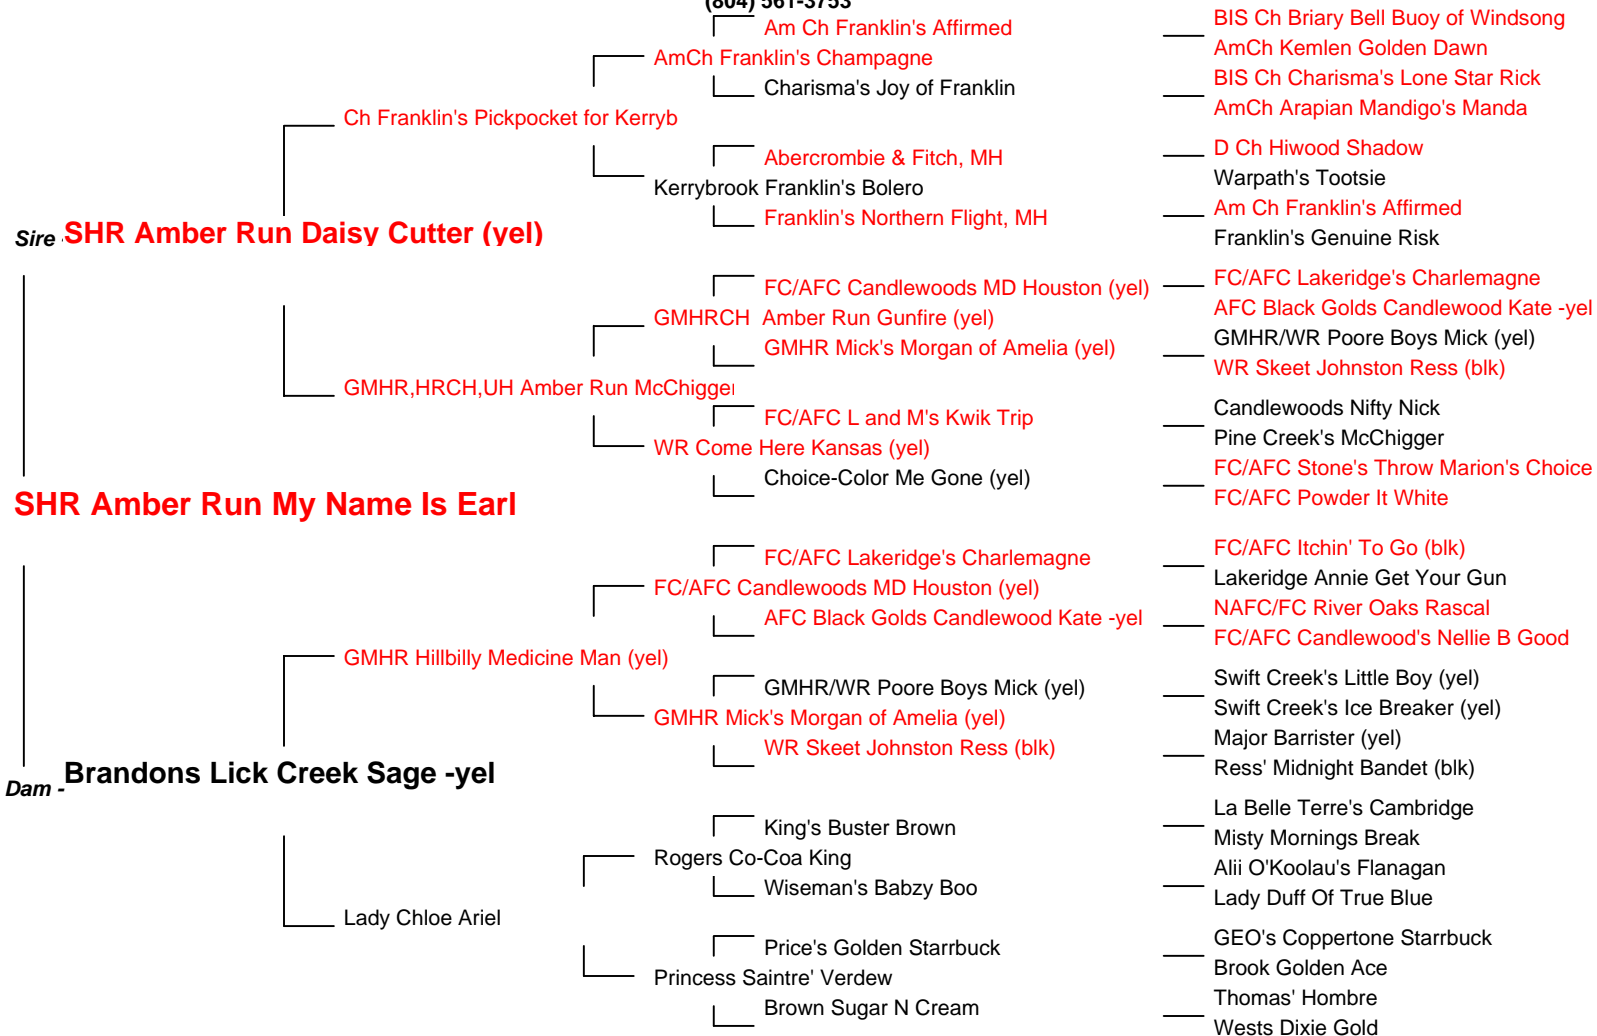 (804) 561-3753
BIS Ch Briary Bell Buoy of Windsong
Am Ch Franklin's Affirmed
AmCh Kemlen Golden Dawn
AmCh Franklin's Champagne
BIS Ch Charisma's Lone Star Rick
Charisma's Joy of Franklin
AmCh Arapian Mandigo's Manda
Ch Franklin's Pickpocket for Kerryb
D Ch Hiwood Shadow
Abercrombie & Fitch, MH
Warpath's Tootsie
Kerrybrook Franklin's Bolero
Am Ch Franklin's Affirmed
Franklin's Northern Flight, MH
Franklin's Genuine Risk
Sire - SHR Amber Run Daisy Cutter (yel)
FC/AFC Lakeridge's Charlemagne
FC/AFC Candlewoods MD Houston (yel)
AFC Black Golds Candlewood Kate -yel
GMHRCH Amber Run Gunfire (yel)
GMHR/WR Poore Boys Mick (yel)
GMHR Mick's Morgan of Amelia (yel)
WR Skeet Johnston Ress (blk)
GMHR,HRCH,UH Amber Run McChigger
Candlewoods Nifty Nick
FC/AFC L and M's Kwik Trip
Pine Creek's McChigger
WR Come Here Kansas (yel)
FC/AFC Stone's Throw Marion's Choice
Choice-Color Me Gone (yel)
FC/AFC Powder It White
SHR Amber Run My Name Is Earl
FC/AFC Itchin' To Go (blk)
FC/AFC Lakeridge's Charlemagne
Lakeridge Annie Get Your Gun
FC/AFC Candlewoods MD Houston (yel)
NAFC/FC River Oaks Rascal
AFC Black Golds Candlewood Kate -yel
FC/AFC Candlewood's Nellie B Good
GMHR Hillbilly Medicine Man (yel)
Swift Creek's Little Boy (yel)
GMHR/WR Poore Boys Mick (yel)
Swift Creek's Ice Breaker (yel)
GMHR Mick's Morgan of Amelia (yel)
Major Barrister (yel)
WR Skeet Johnston Ress (blk)
Ress' Midnight Bandet (blk)
Dam - Brandons Lick Creek Sage -yel
La Belle Terre's Cambridge
King's Buster Brown
Misty Mornings Break
Rogers Co-Coa King
Alii O'Koolau's Flanagan
Wiseman's Babzy Boo
Lady Duff Of True Blue
Lady Chloe Ariel
GEO's Coppertone Starrbuck
Price's Golden Starrbuck
Brook Golden Ace
Princess Saintre' Verdew
Thomas' Hombre
Brown Sugar N Cream
Wests Dixie Gold